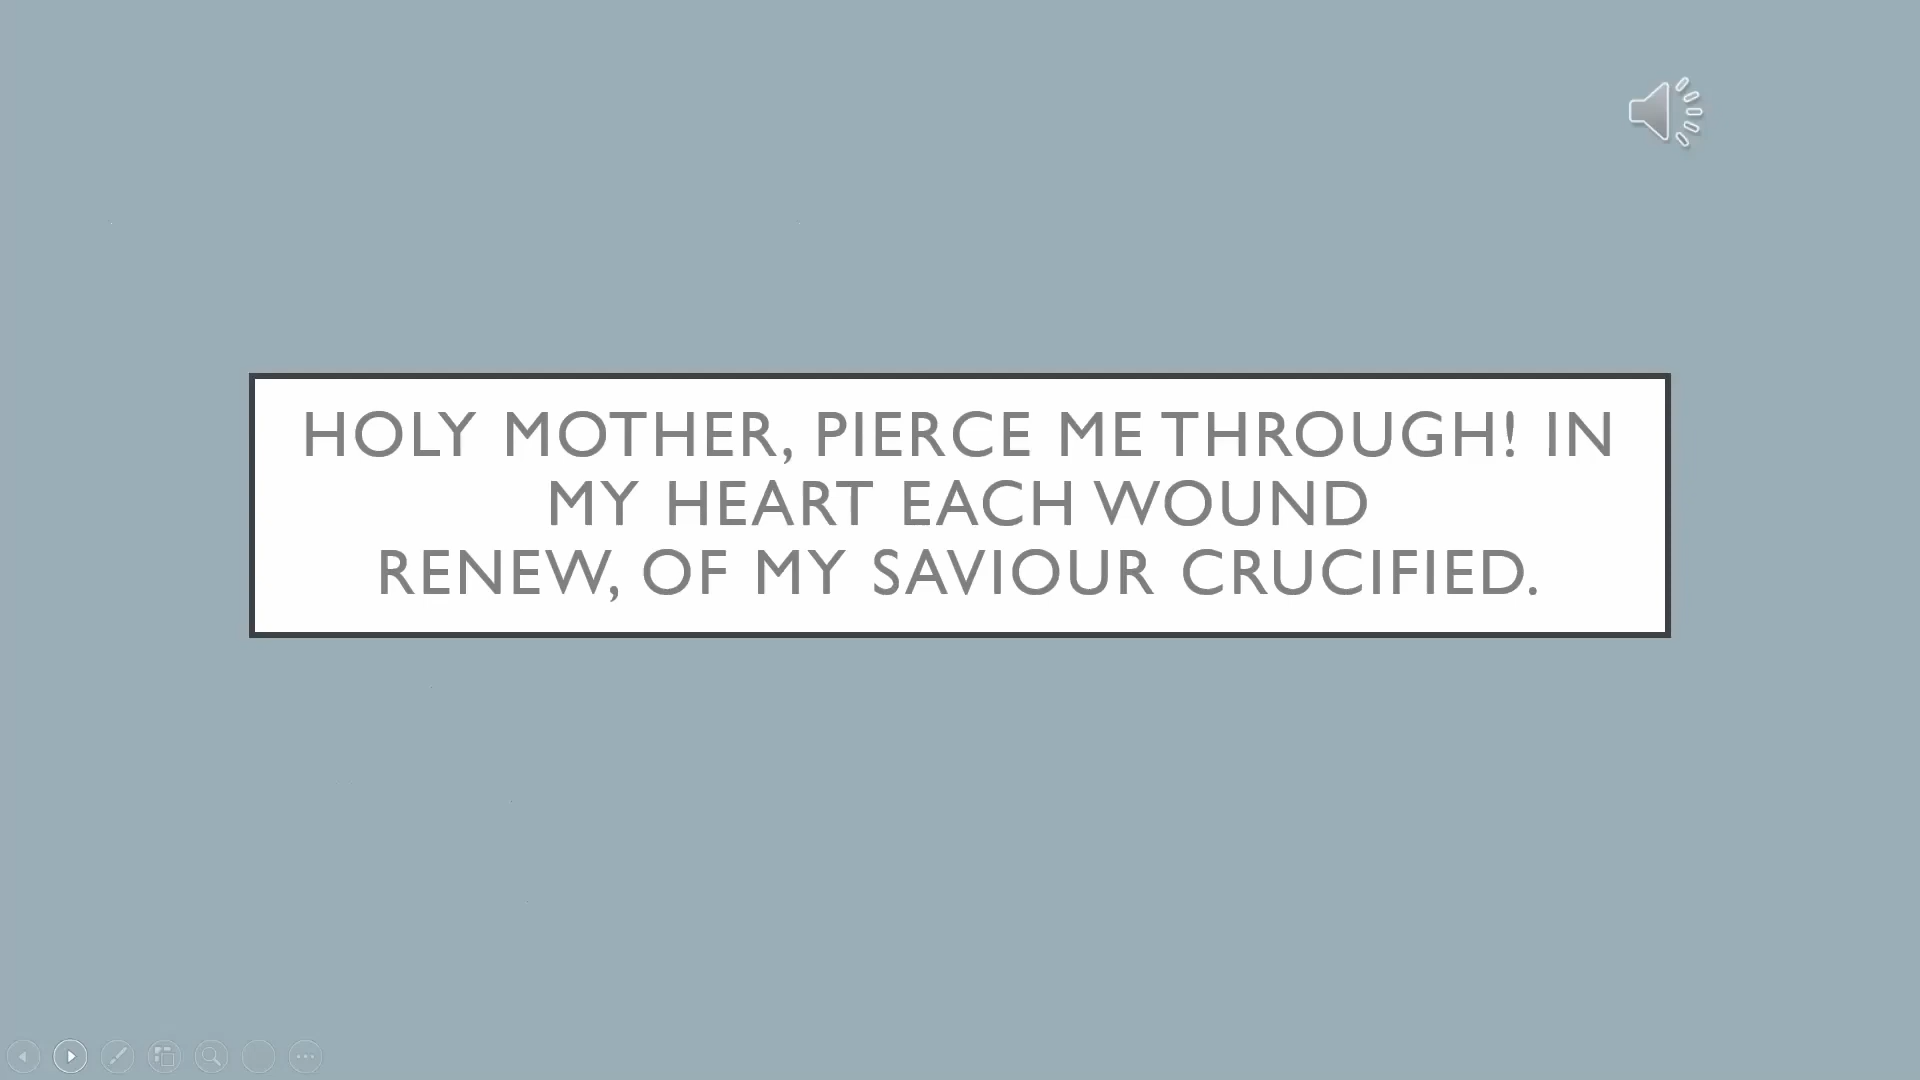 HOLY MOTHER, PIERCE ME THROUGH! IN
MY HEART EACH WOUND
RENEW, OF MY SAVIOUR CRUCIFIED.